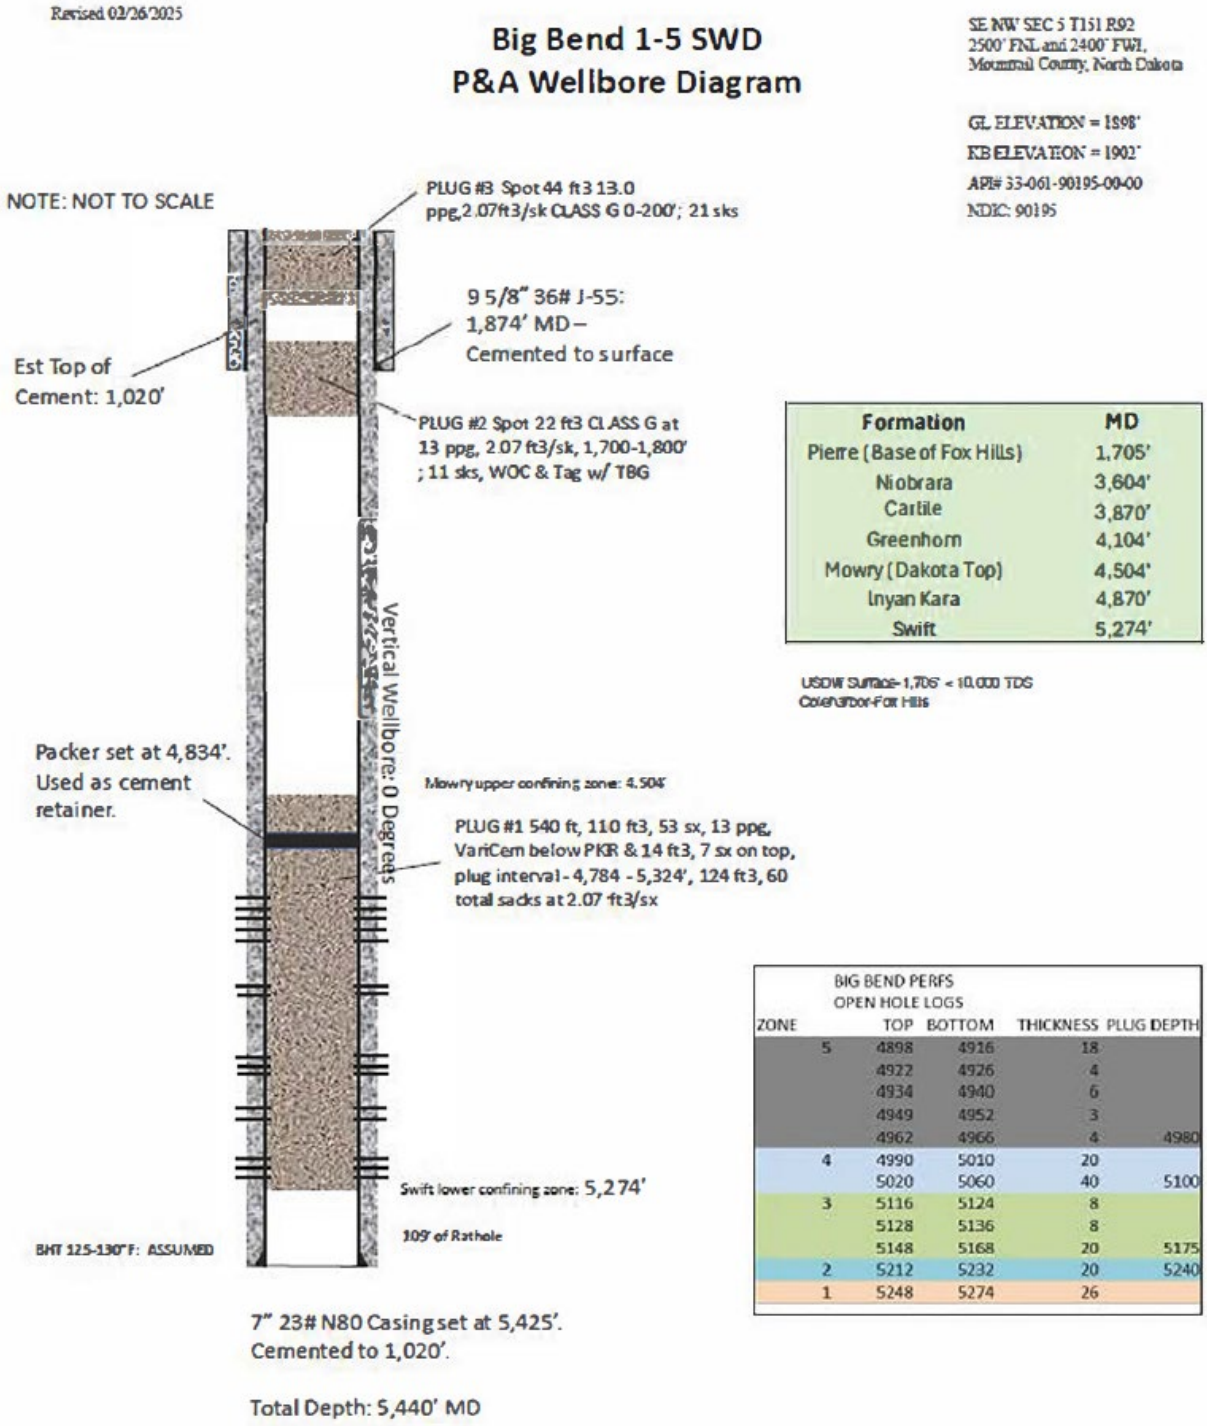 Revised 02/26/2025
Big Bend 1-5 SWD
P&A Wellbore Diagram
SE NW SEC 5 T151 R92
2500' FNL and 2400' FWL,
Mountrail County, North Dakota
GL ELEVATION = 1898'
KB ELEVATION = 1902'
API# 33-061-90195-00-00
NDIC: 90195
NOTE: NOT TO SCALE
PLUG #3 Spot 44 ft3 13.0
ppg,2.07ft3/sk CLASS G 0-200'; 21 sks
9 5/8" 36# J-55:
1,874' MD –
Cemented to surface
Est Top of
Cement: 1,020'
PLUG #2 Spot 22 ft3 CLASS G at
13 ppg, 2.07 ft3/sk, 1,700-1,800'
; 11 sks, WOC & Tag w/ TBG
Formation MD
Pierre (Base of Fox Hills) 1,705'
Niobrara 3,604'
Carlile 3,870'
Greenhorn 4,104'
Mowry (Dakota Top) 4,504'
Inyan Kara 4,870'
Swift 5,274'
USDW Surface-1,705' < 10,000 TDS
Coleharbor-Fox Hills
Vertical Wellbore: 0 Degrees
Packer set at 4,834'.
Used as cement
retainer.
Mowry upper confining zone: 4,504'
PLUG #1 540 ft, 110 ft3, 53 sx, 13 ppg,
VariCem below PKR & 14 ft3, 7 sx on top,
plug interval - 4,784 - 5,324', 124 ft3, 60
total sacks at 2.07 ft3/sx
BIG BEND PERFS
OPEN HOLE LOGS
ZONE TOP BOTTOM THICKNESS PLUG DEPTH
5 4898 4916 18
4922 4926 4
4934 4940 6
4949 4952 3
4962 4966 4 4980
4 4990 5010 20
5020 5060 40 5100
3 5116 5124 8
5128 5136 8
5148 5168 20 5175
2 5212 5232 20 5240
1 5248 5274 26
Swift lower confining zone: 5,274'
109' of Rathole
BHT 125-130°F: ASSUMED
7" 23# N80 Casing set at 5,425'.
Cemented to 1,020'.
Total Depth: 5,440' MD